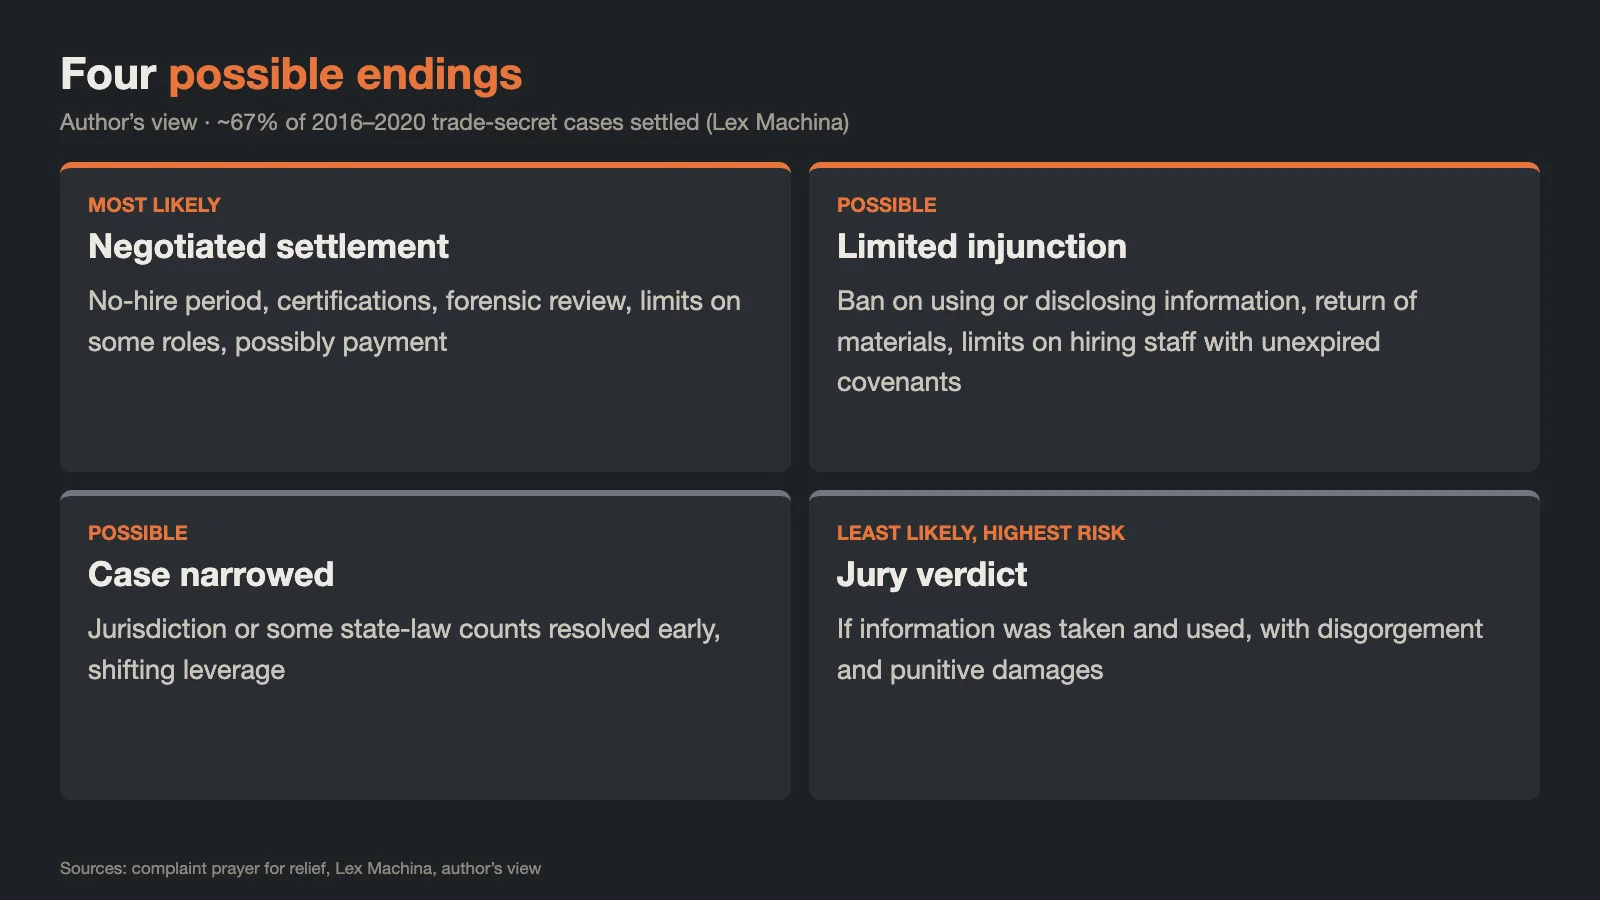 Four possible endings
Author’s view · ~67% of 2016–2020 trade-secret cases settled (Lex Machina)
MOST LIKELY
Negotiated settlement
No-hire period, certifications, forensic review, limits on
some roles, possibly payment
POSSIBLE
Limited injunction
Ban on using or disclosing information, return of
materials, limits on hiring staff with unexpired
covenants
POSSIBLE
Case narrowed
Jurisdiction or some state-law counts resolved early,
shifting leverage
LEAST LIKELY, HIGHEST RISK
Jury verdict
If information was taken and used, with disgorgement
and punitive damages
Sources: complaint prayer for relief, Lex Machina, author’s view